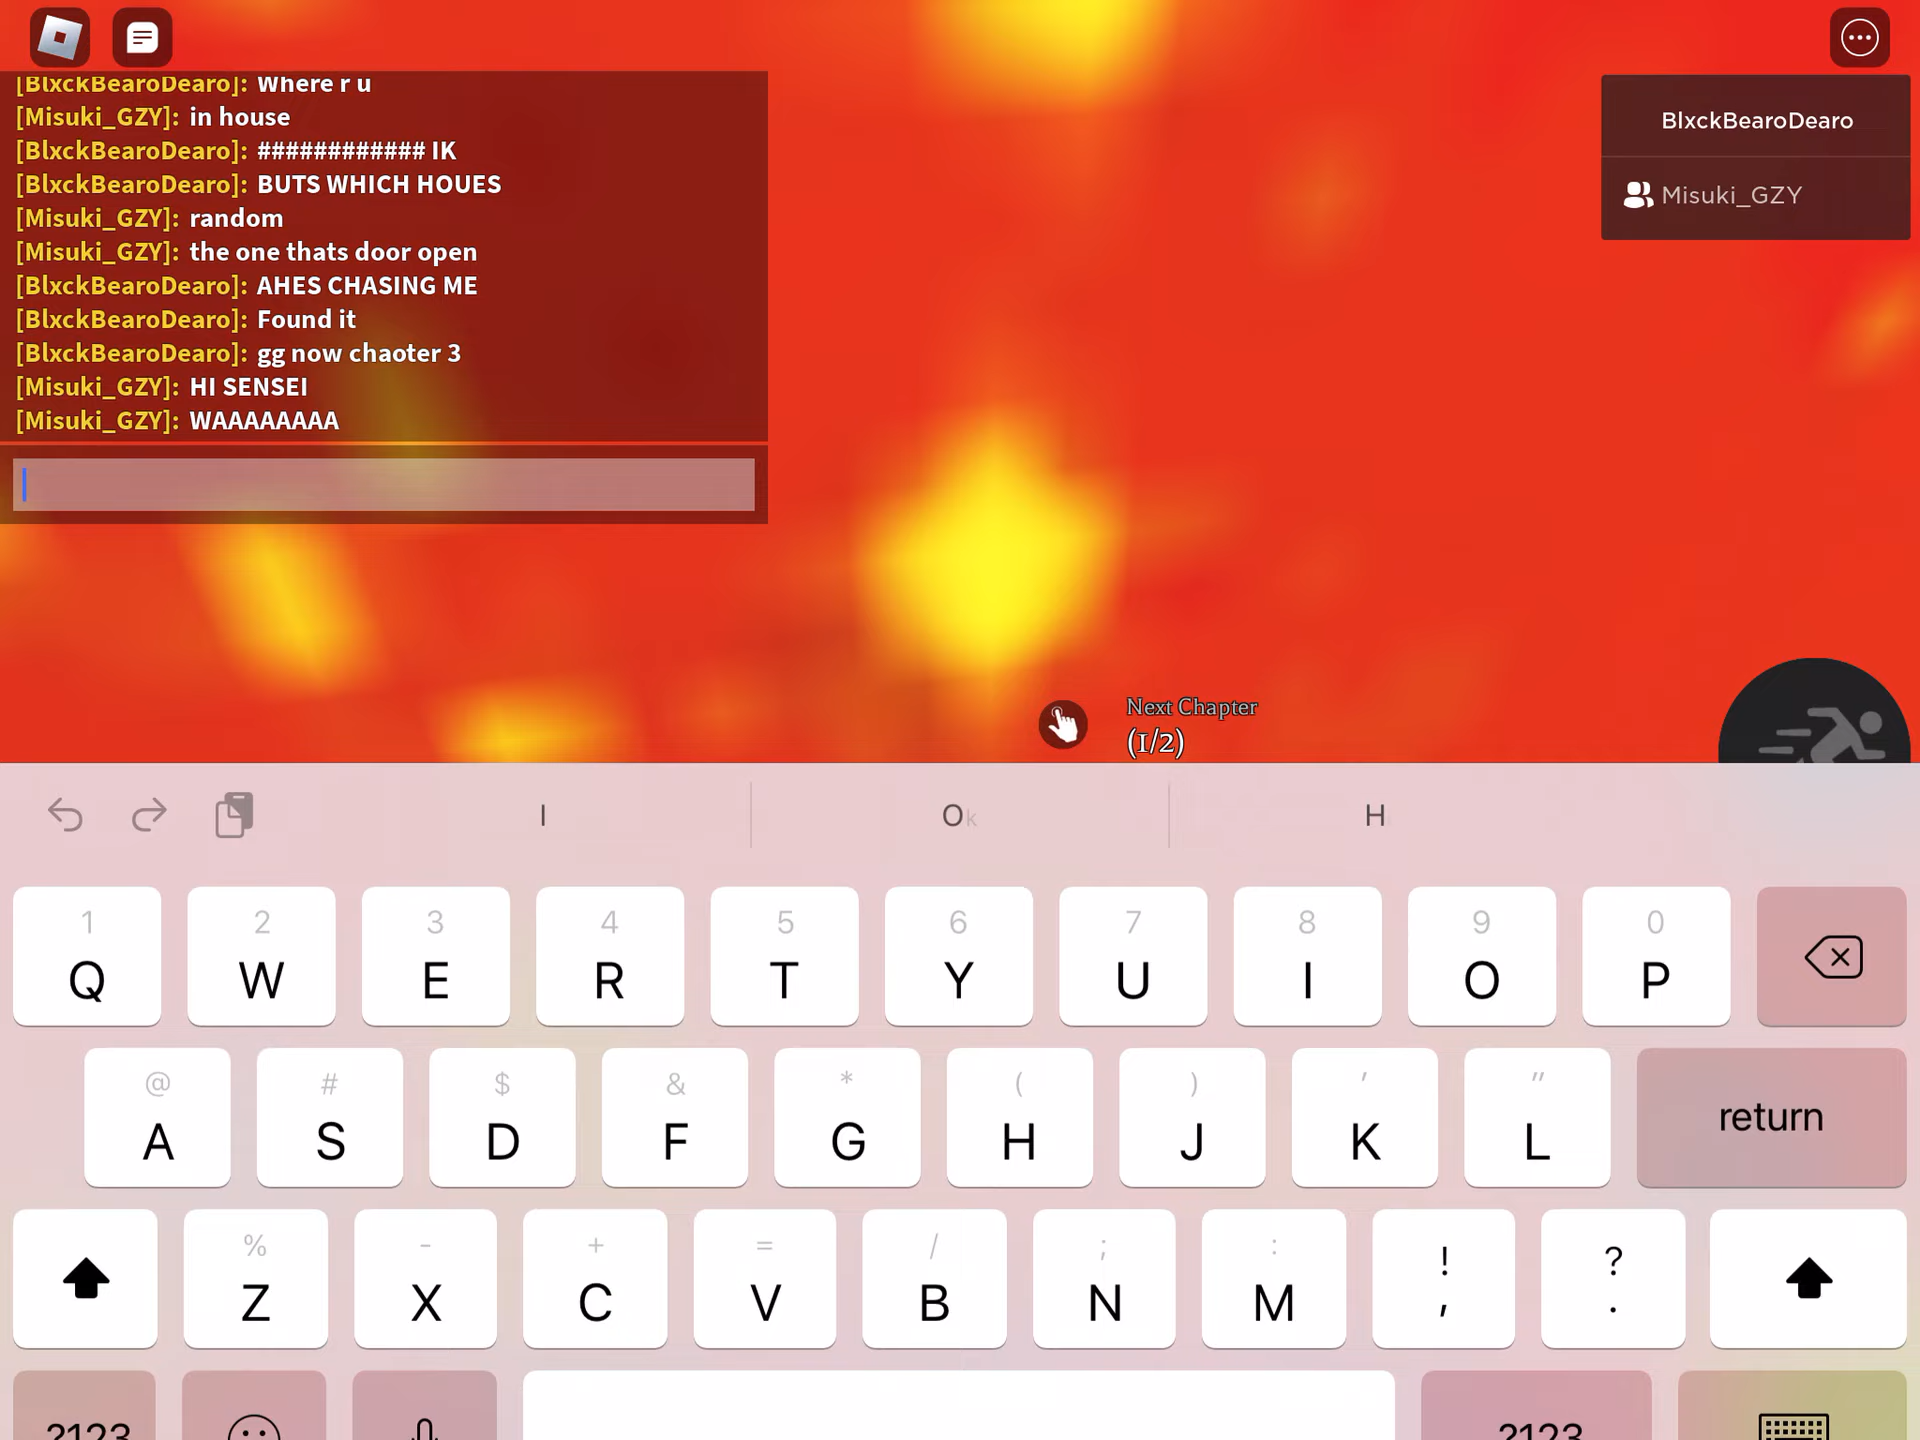 [BlxckBearoDearo]: Where r u
[Misuki_GZY]: in house
[BlxckBearoDearo]: ############ IK
[BlxckBearoDearo]: BUTS WHICH HOUES
[Misuki_GZY]: random
[Misuki_GZY]: the one thats door open
[BlxckBearoDearo]: AHES CHASING ME
[BlxckBearoDearo]: Found it
[BlxckBearoDearo]: gg now chaoter 3
[Misuki_GZY]: HI SENSEI
[Misuki_GZY]: WAAAAAAAA
BlxckBearoDearo
Misuki_GZY
Next Chapter
(1/2)
I Ok H
1 2 3 4 5 6 7 8 9 0
Q W E R T Y U I O P
@ # $ & * ( ) ' "
A S D F G H J K L return
% - + = / ; : ! ?
Z X C V B N M , .
?123 ?123